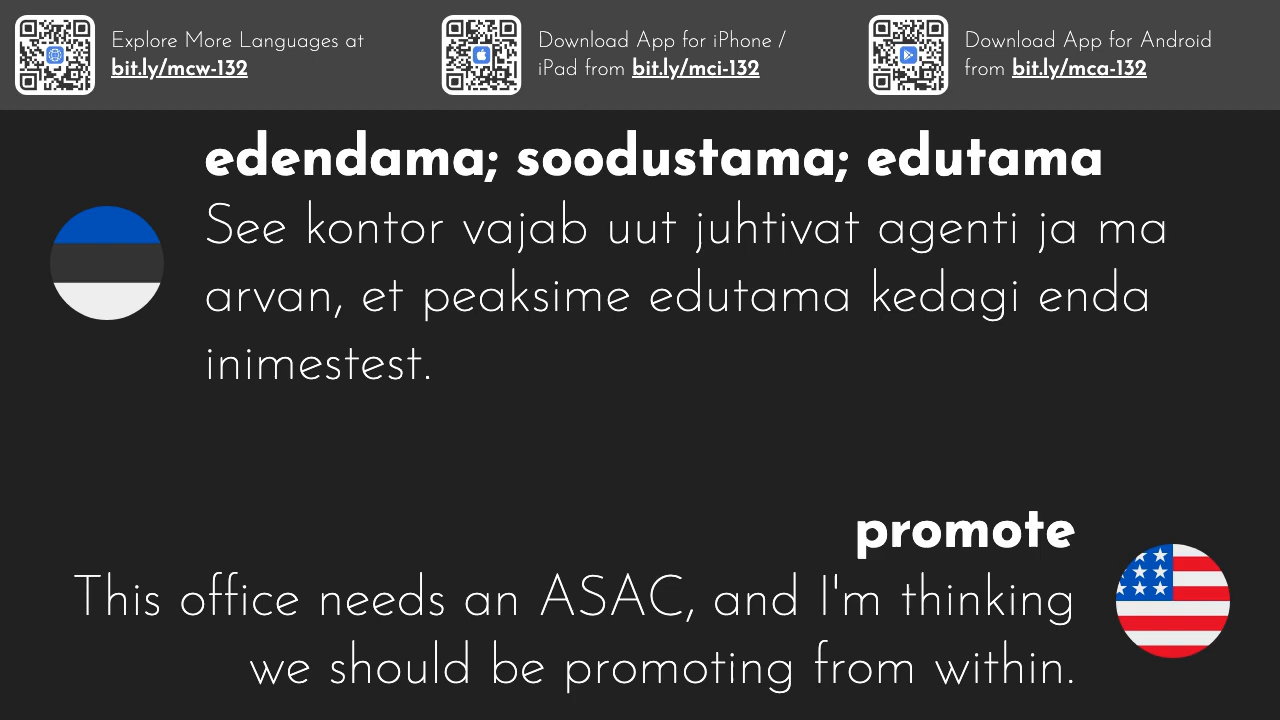 Explore More Languages at
bit.ly/mcw-132
Download App for iPhone /
iPad from bit.ly/mci-132
Download App for Android
from bit.ly/mca-132
edendama; soodustama; edutama
See kontor vajab uut juhtivat agenti ja ma
arvan, et peaksime edutama kedagi enda
inimestest.
promote
This office needs an ASAC, and I'm thinking
we should be promoting from within.